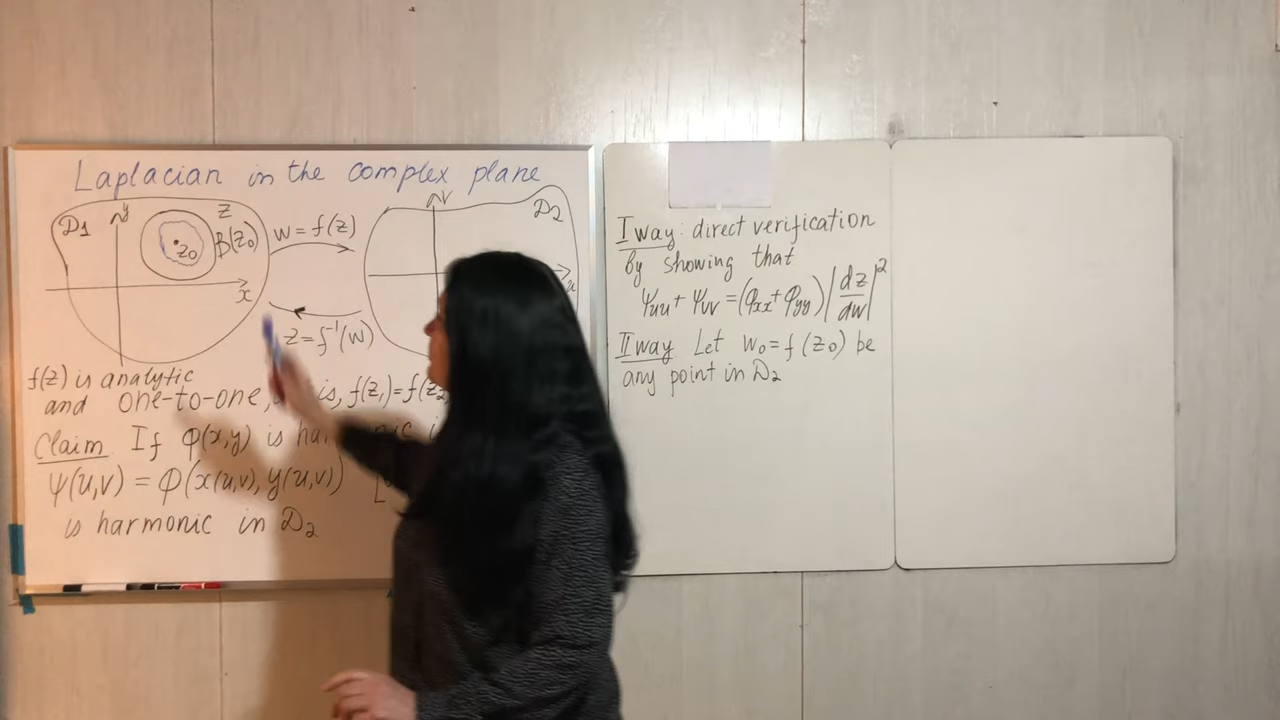 Laplacian in the complex plane
D1 y z
B(z0)
z0
x
w = f(z)
z = f⁻¹(w)
v
D2
u
f(z) is analytic
and one-to-one, is, f(z1)=f(z2
Claim If φ(x,y) is
ψ(u,v) = φ(x(u,v), y(u,v)) [
is harmonic in D2
I way: direct verification
by showing that
ψuu + ψvv = (φxx + φyy) |dz/dw|²
II way Let w0 = f(z0) be
any point in D2